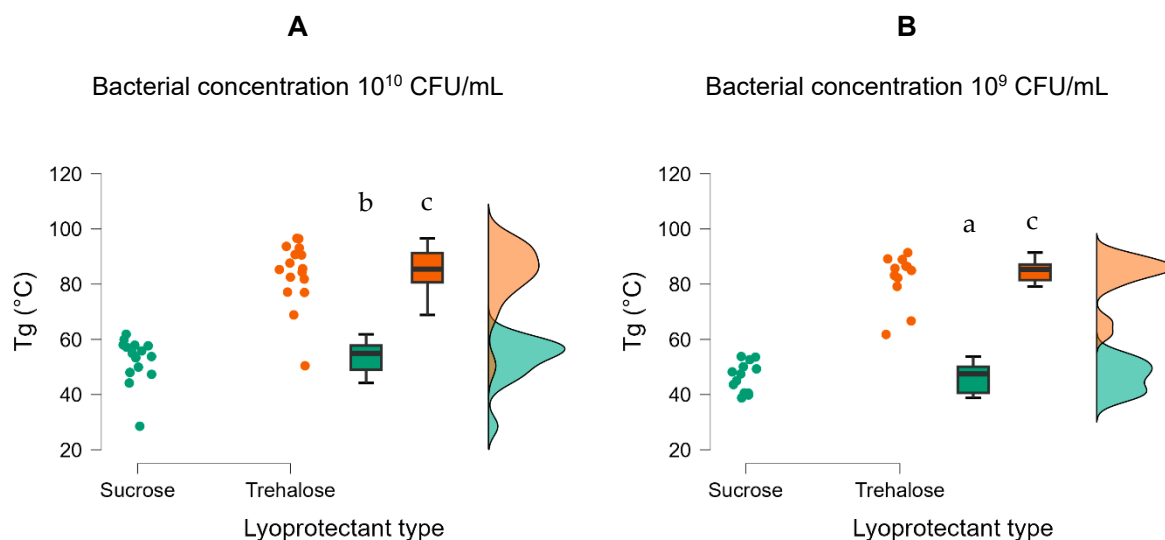 A
Bacterial concentration 10¹⁰ CFU/mL
120
100
80
60
40
20
Tg (°C)
b
c
Sucrose
Trehalose
Lyoprotectant type
B
Bacterial concentration 10⁹ CFU/mL
120
100
80
60
40
20
Tg (°C)
a
c
Sucrose
Trehalose
Lyoprotectant type